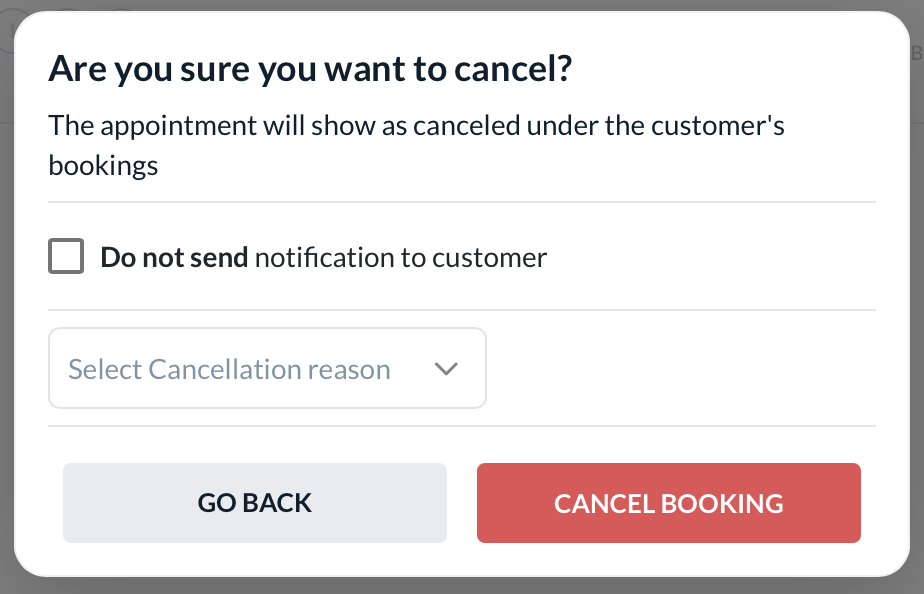 Are you sure you want to cancel?
The appointment will show as canceled under the customer's
bookings
Do not send notification to customer
Select Cancellation reason
GO BACK
CANCEL BOOKING